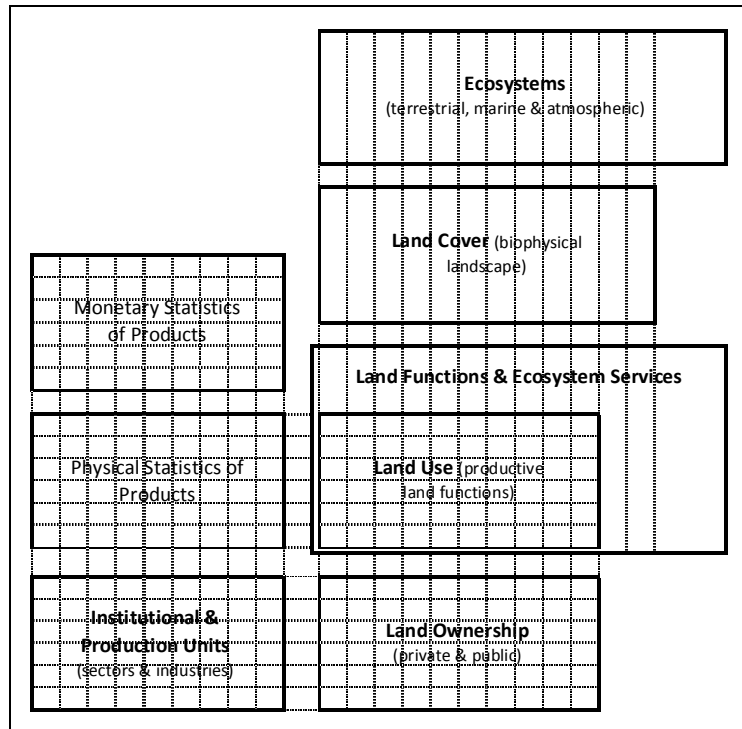 Ecosystems
(terrestrial, marine & atmospheric)
Land Cover (biophysical
landscape)
Monetary Statistics
of Products
Land Functions & Ecosystem Services
Physical Statistics of
Products
Land Use (productive
land functions)
Institutional &
Production Units
(sectors & industries)
Land Ownership
(private & public)